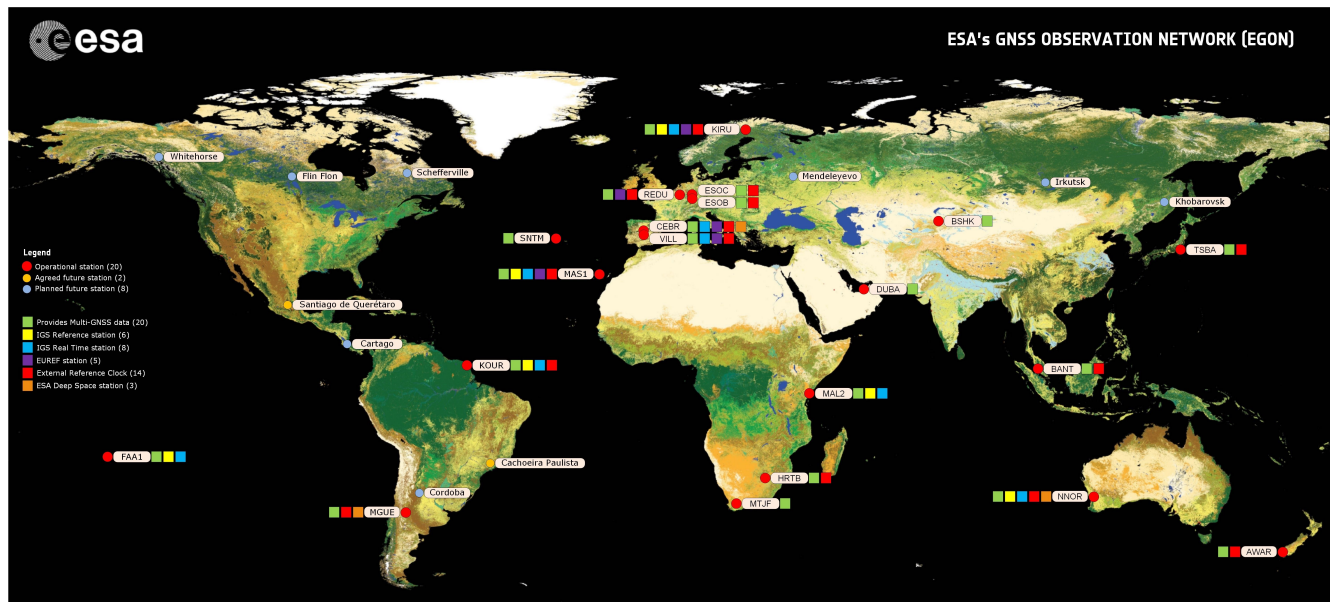 esa
ESA's GNSS OBSERVATION NETWORK (EGON)
KIRU
Whitehorse
Flin Flon
Schefferville
Mendeleyevo
Irkutsk
Khobarovsk
REDU
ESOC
ESOB
BSHK
CEBR
VILL
SNTM
TSBA
MAS1
DUBA
Legend
Operational station (20)
Agreed future station (2)
Planned future station (8)
Provides Multi-GNSS data (20)
IGS Reference station (6)
IGS Real Time station (8)
EUREF station (5)
External Reference Clock (14)
ESA Deep Space station (3)
Santiago de Querétaro
Cartago
KOUR
BANT
MAL2
FAA1
Cachoeira Paulista
HRTB
Cordoba
NNOR
MTJF
MGUE
AWAR